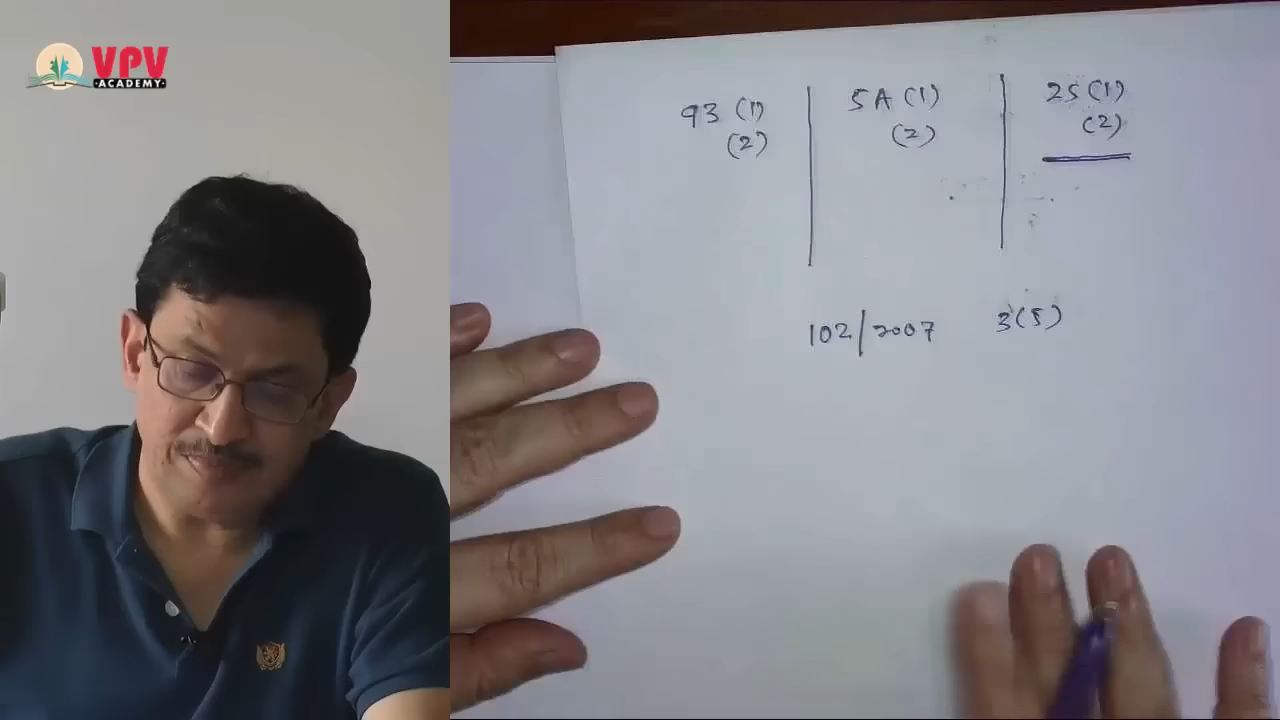 VPV
ACADEMY
93 (1)
(2)
5A (1)
(2)
25 (1)
(2)
102/2007 3(5)